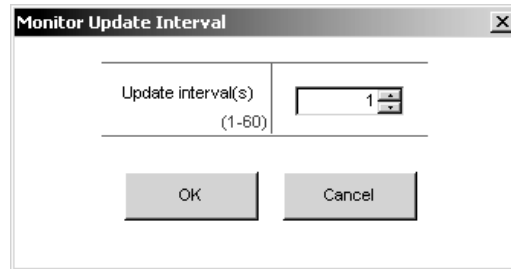 Monitor Update Interval
Update interval(s)
1
(1-60)
OK
Cancel